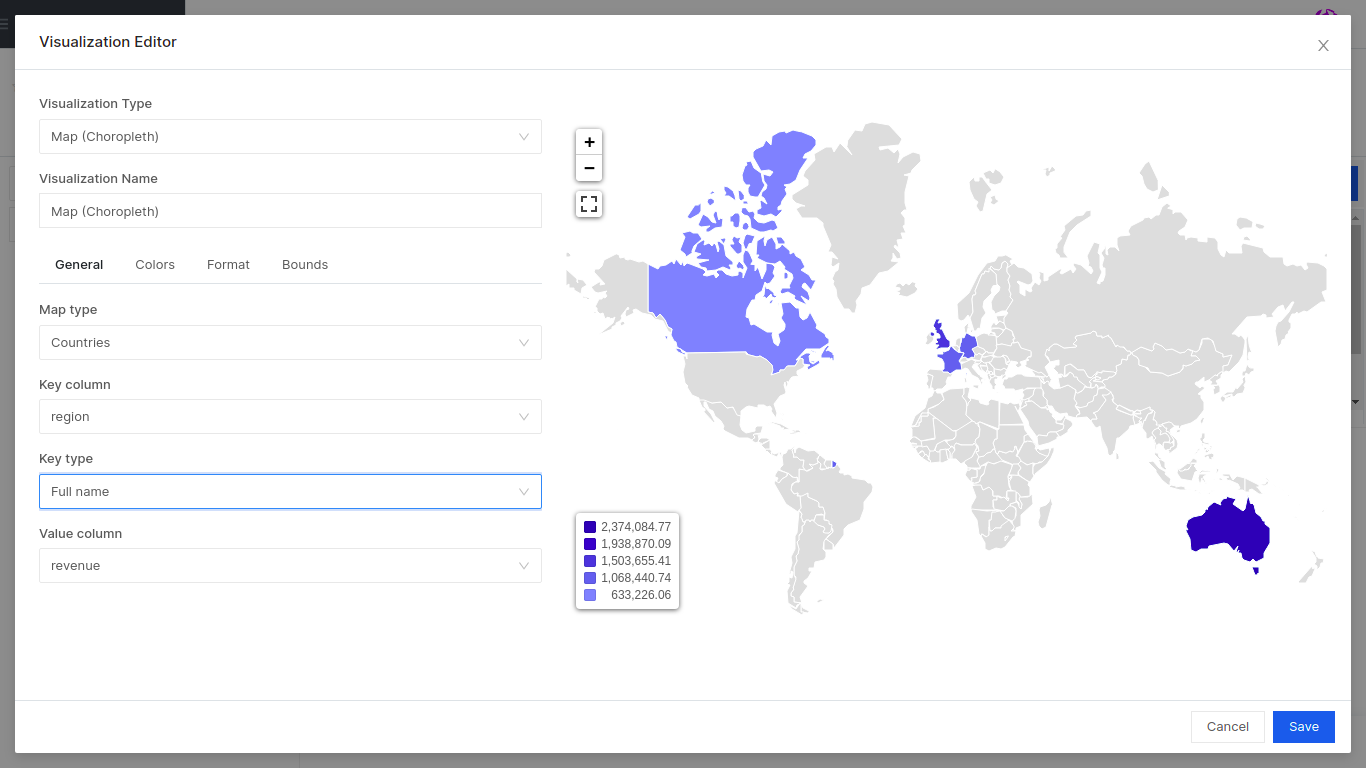 Visualization Editor
Visualization Type
Map (Choropleth)
Visualization Name
Map (Choropleth)
General Colors Format Bounds
Map type
Countries
Key column
region
Key type
Full name
Value column
revenue
+
−
2,374,084.77
1,938,870.09
1,503,655.41
1,068,440.74
633,226.06
Cancel Save